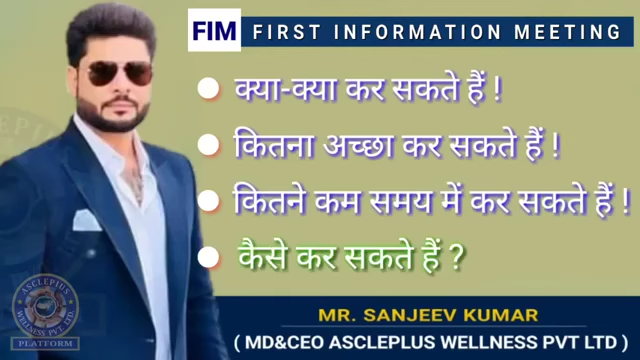 FIM FIRST INFORMATION MEETING
क्या-क्या कर सकते हैं !
कितना अच्छा कर सकते हैं !
कितने कम समय में कर सकते हैं !
कैसे कर सकते हैं ?
MR. SANJEEV KUMAR
( MD&CEO ASCLEPLUS WELLNESS PVT LTD )
ASCLEPIUS
WELLNESS PVT. LTD.
PLATFORM